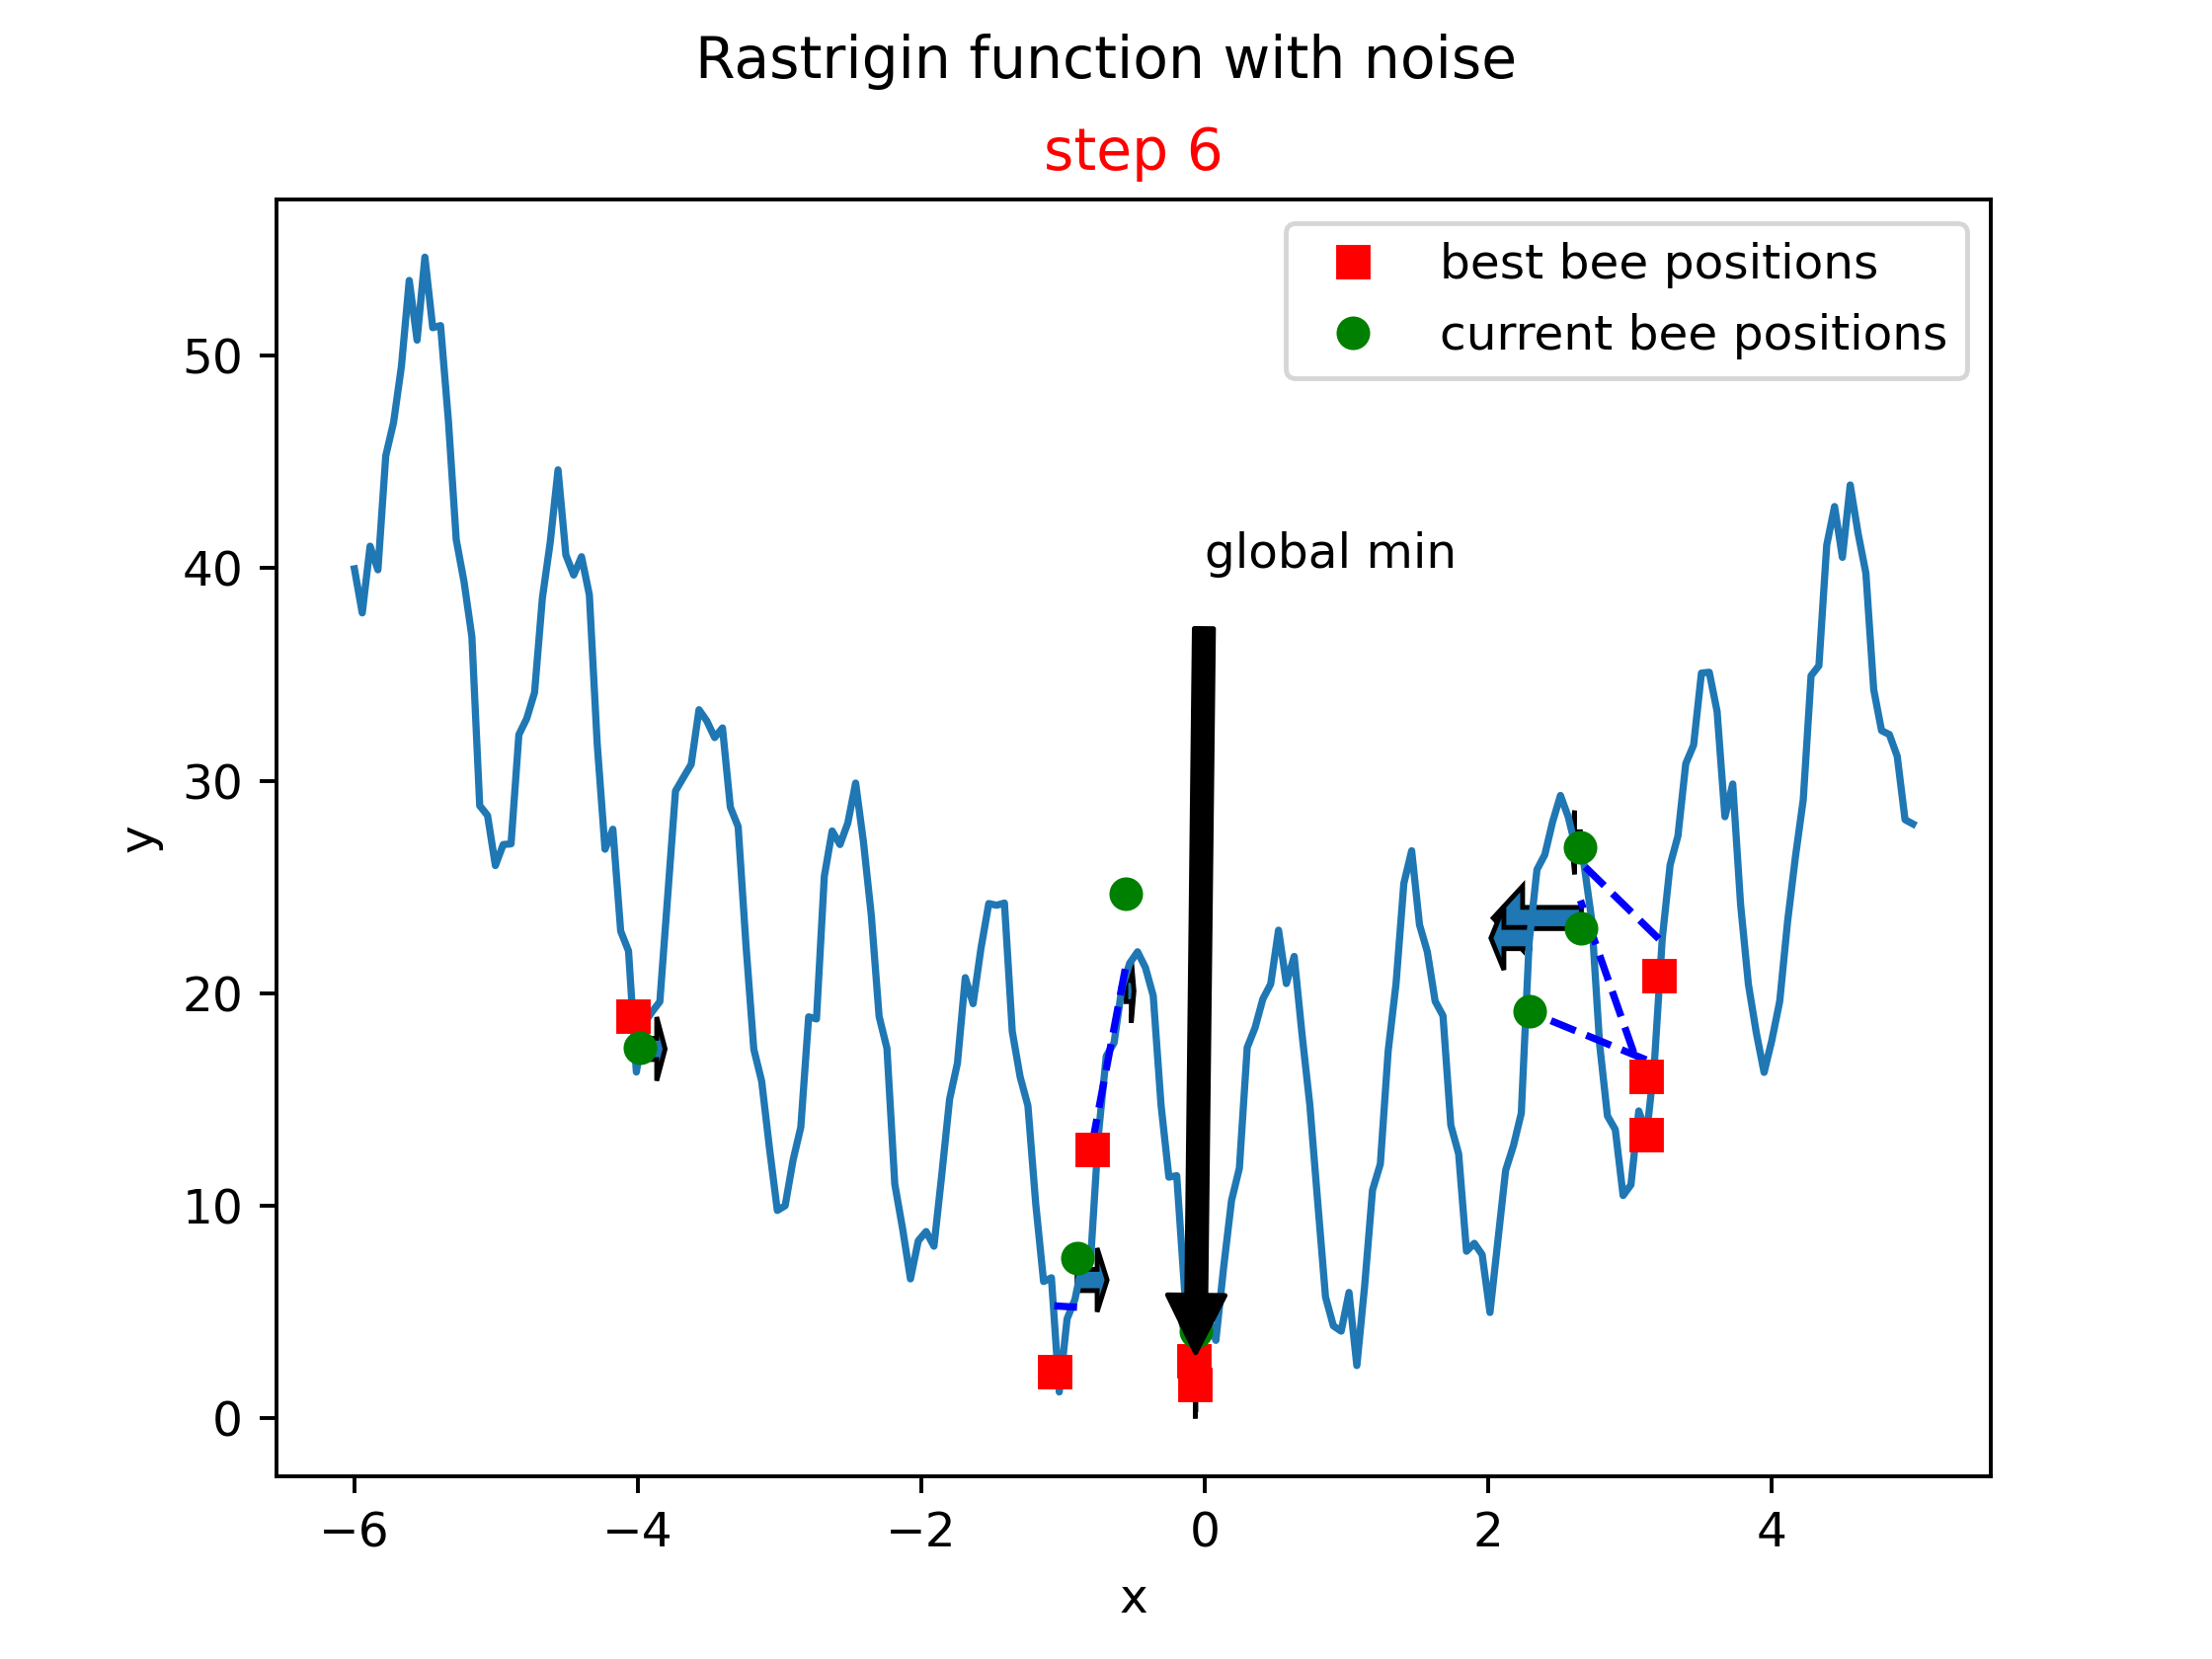 Rastrigin function with noise
step 6
best bee positions
current bee positions
global min
y
50
40
30
20
10
0
−6 −4 −2 0 2 4
x